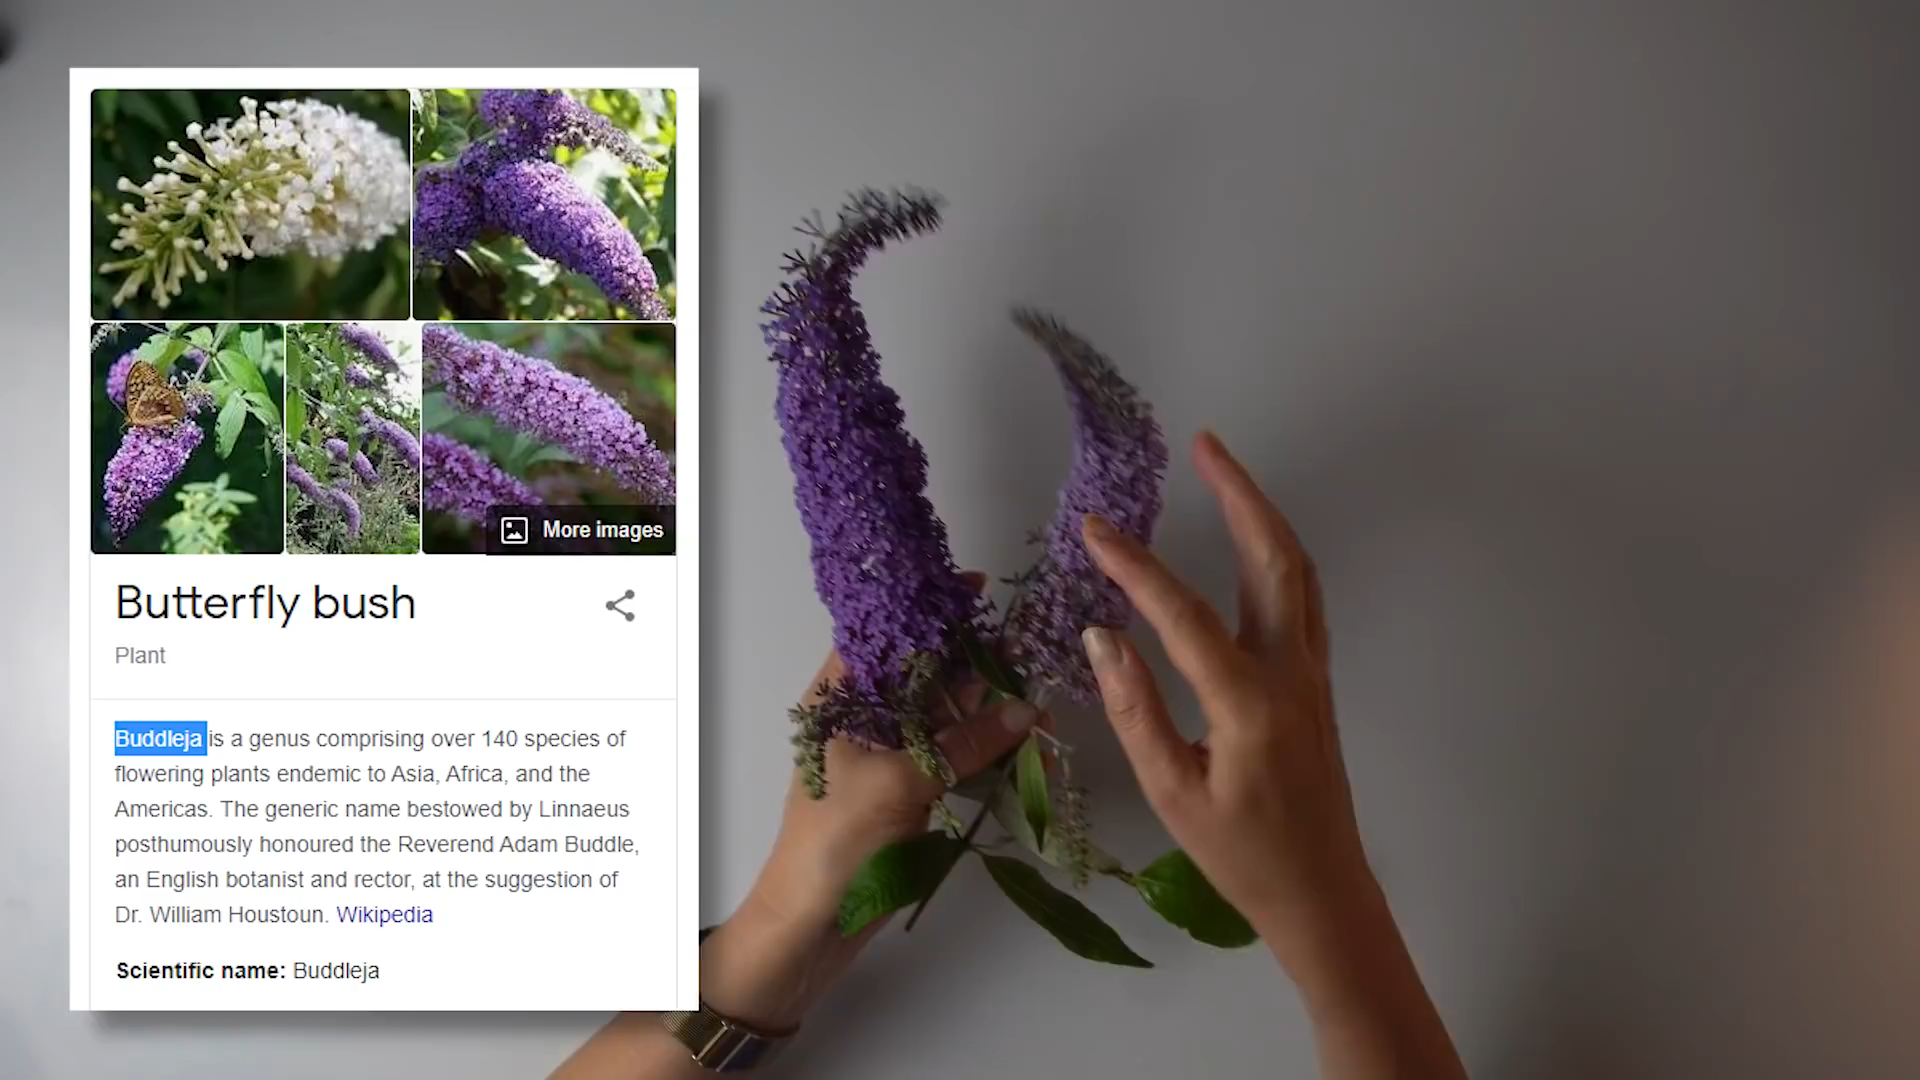 More images
Butterfly bush
Plant
Buddleja is a genus comprising over 140 species of
flowering plants endemic to Asia, Africa, and the
Americas. The generic name bestowed by Linnaeus
posthumously honoured the Reverend Adam Buddle,
an English botanist and rector, at the suggestion of
Dr. William Houstoun. Wikipedia
Scientific name: Buddleja